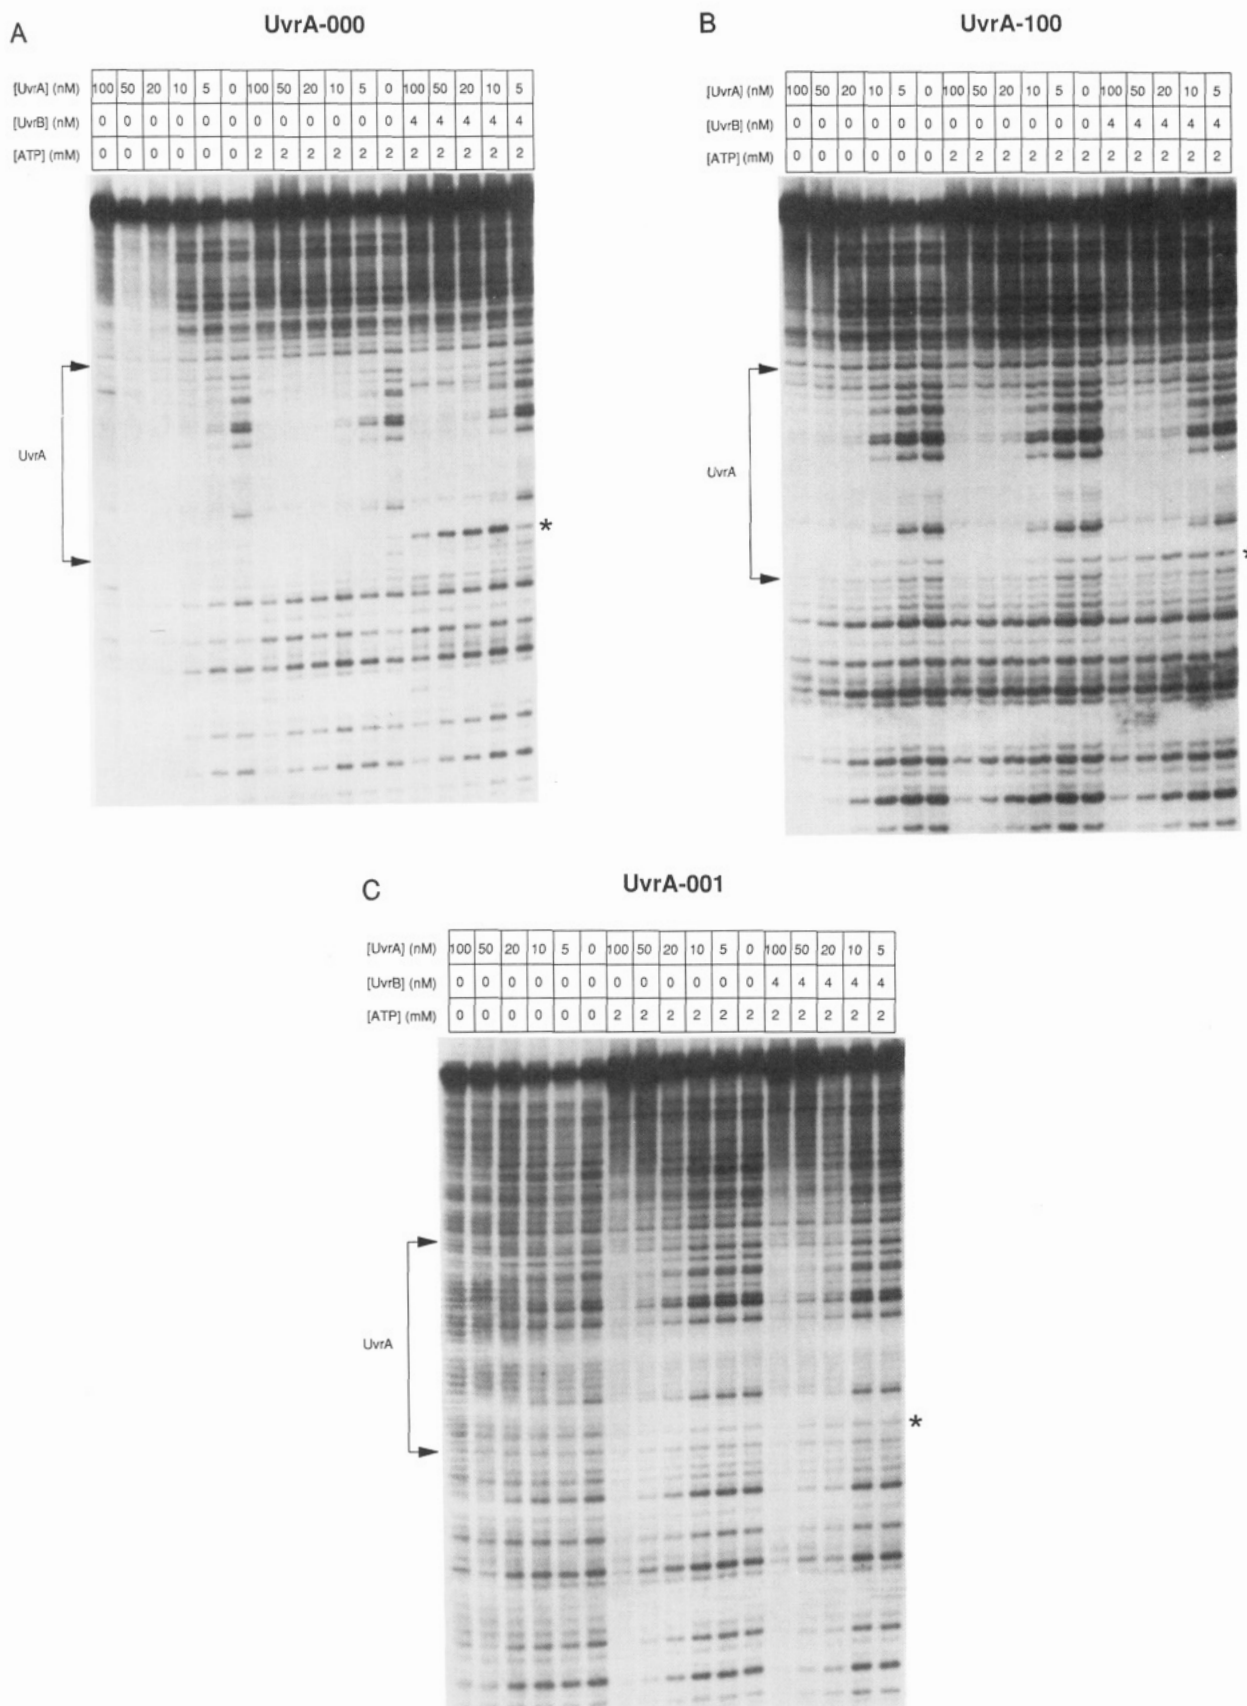 A
UvrA-000
[UvrA] (nM) 100 50 20 10 5 0 100 50 20 10 5 0 100 50 20 10 5
[UvrB] (nM) 0 0 0 0 0 0 0 0 0 0 0 0 4 4 4 4 4
[ATP] (mM) 0 0 0 0 0 0 2 2 2 2 2 2 2 2 2 2 2
UvrA
*
B
UvrA-100
[UvrA] (nM) 100 50 20 10 5 0 100 50 20 10 5 0 100 50 20 10 5
[UvrB] (nM) 0 0 0 0 0 0 0 0 0 0 0 0 4 4 4 4 4
[ATP] (mM) 0 0 0 0 0 0 2 2 2 2 2 2 2 2 2 2 2
UvrA
*
C
UvrA-001
[UvrA] (nM) 100 50 20 10 5 0 100 50 20 10 5 0 100 50 20 10 5
[UvrB] (nM) 0 0 0 0 0 0 0 0 0 0 0 0 4 4 4 4 4
[ATP] (mM) 0 0 0 0 0 0 2 2 2 2 2 2 2 2 2 2 2
UvrA
*